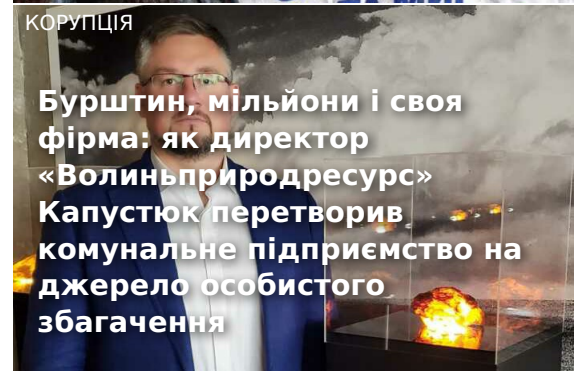 КОРУПЦІЯ
Бурштин, мільйони і своя
фірма: як директор
«Волиньприродресурс»
Капустюк перетворив
комунальне підприємство на
джерело особистого
збагачення